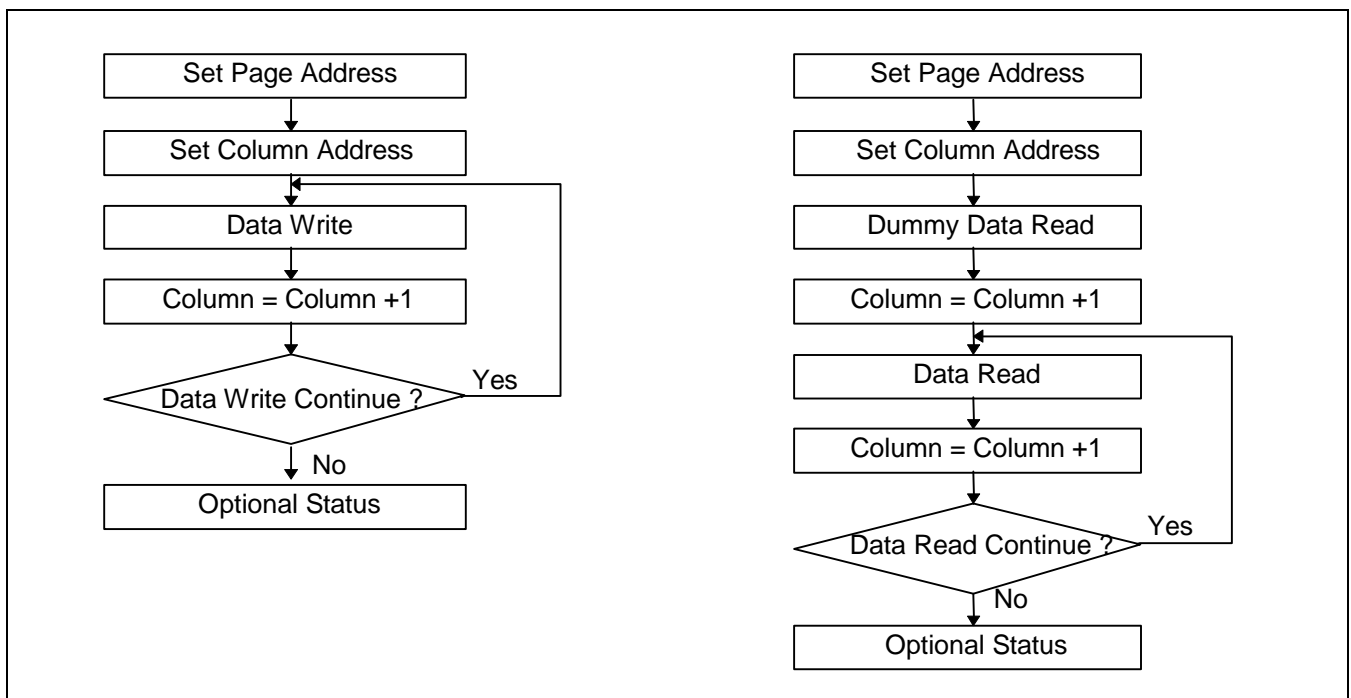 Set Page Address
Set Column Address
Data Write
Column = Column +1
Data Write Continue ?
Yes
No
Optional Status
Set Page Address
Set Column Address
Dummy Data Read
Column = Column +1
Data Read
Column = Column +1
Data Read Continue ?
Yes
No
Optional Status